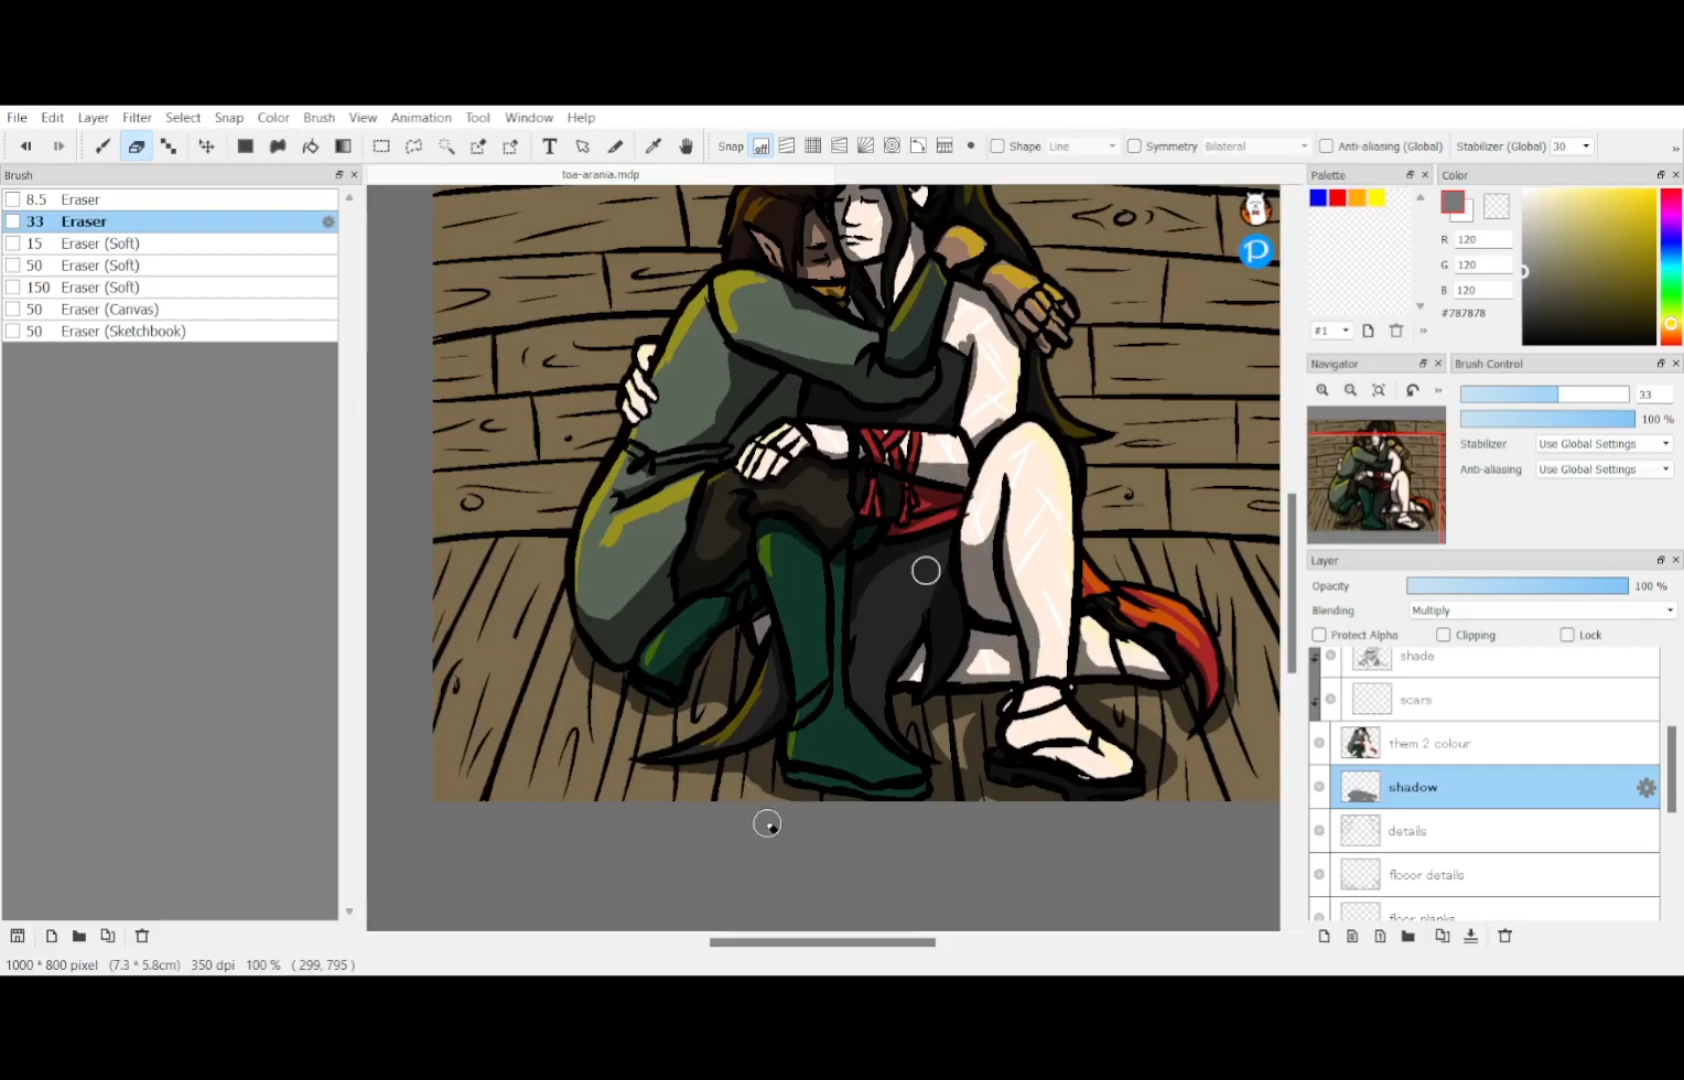 File Edit Layer Filter Select Snap Color Brush View Animation Tool Window Help
T Snap off Shape Line Symmetry Bilateral Anti-aliasing (Global) Stabilizer (Global) 30 »
Brush
toa-arania.mdp
Palette
Color
8.5 Eraser
33 Eraser
15 Eraser (Soft)
50 Eraser (Soft)
150 Eraser (Soft)
50 Eraser (Canvas)
50 Eraser (Sketchbook)
P
R 120
G 120
B 120
#787878
#1 »
Navigator
Brush Control
»
33
100 %
Stabilizer Use Global Settings
Anti-aliasing Use Global Settings
Layer
Opacity 100 %
Blending Multiply
Protect Alpha Clipping Lock
shade
scars
them 2 colour
shadow
details
flooor details
floor planks
1000 * 800 pixel (7.3 * 5.8cm) 350 dpi 100 % ( 299, 795 )